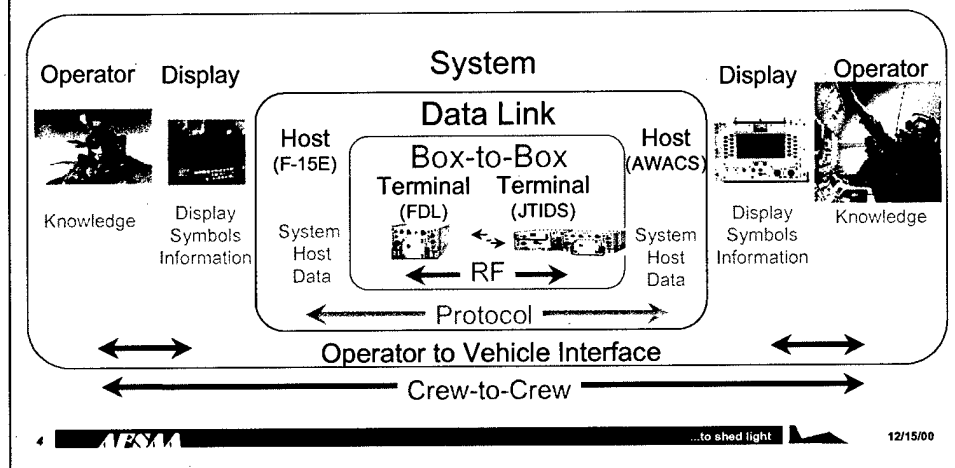 System
Operator Display Display Operator
Data Link
Host Host
(F-15E) (AWACS)
Box-to-Box
Terminal Terminal
(FDL) (JTIDS)
Knowledge Display Symbols Information System Host Data System Host Data Display Symbols Information Knowledge
RF
Protocol
Operator to Vehicle Interface
Crew-to-Crew
4 AFSAA ...to shed light 12/15/00